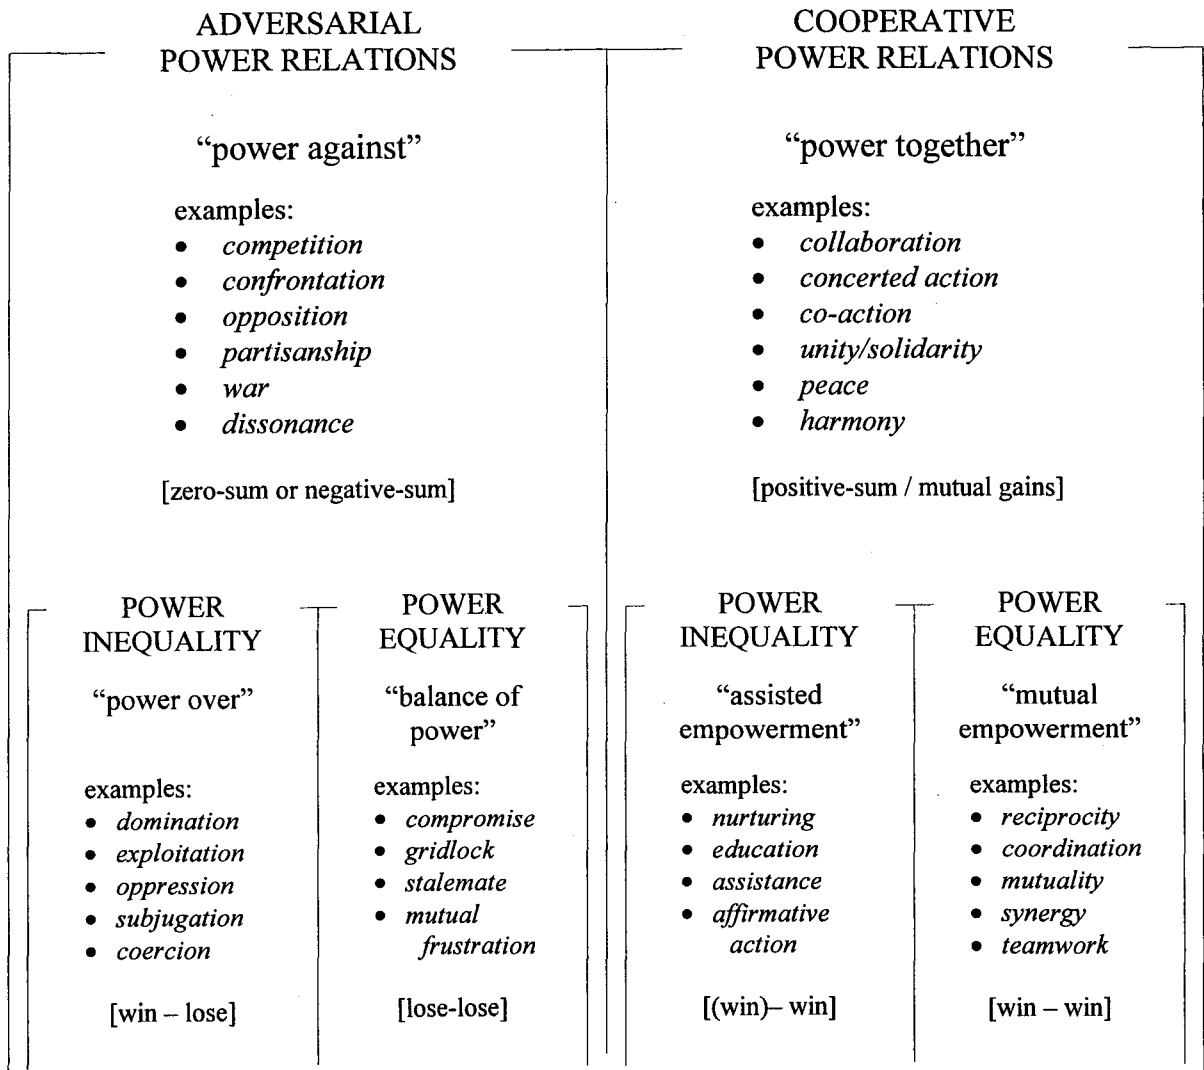 ADVERSARIAL
POWER RELATIONS
“power against”
examples:
• competition
• confrontation
• opposition
• partisanship
• war
• dissonance
[zero-sum or negative-sum]
COOPERATIVE
POWER RELATIONS
“power together”
examples:
• collaboration
• concerted action
• co-action
• unity/solidarity
• peace
• harmony
[positive-sum / mutual gains]
POWER
INEQUALITY
“power over”
examples:
• domination
• exploitation
• oppression
• subjugation
• coercion
[win – lose]
POWER
EQUALITY
“balance of
power”
examples:
• compromise
• gridlock
• stalemate
• mutual
frustration
[lose-lose]
POWER
INEQUALITY
“assisted
empowerment”
examples:
• nurturing
• education
• assistance
• affirmative
action
[(win)– win]
POWER
EQUALITY
“mutual
empowerment”
examples:
• reciprocity
• coordination
• mutuality
• synergy
• teamwork
[win – win]